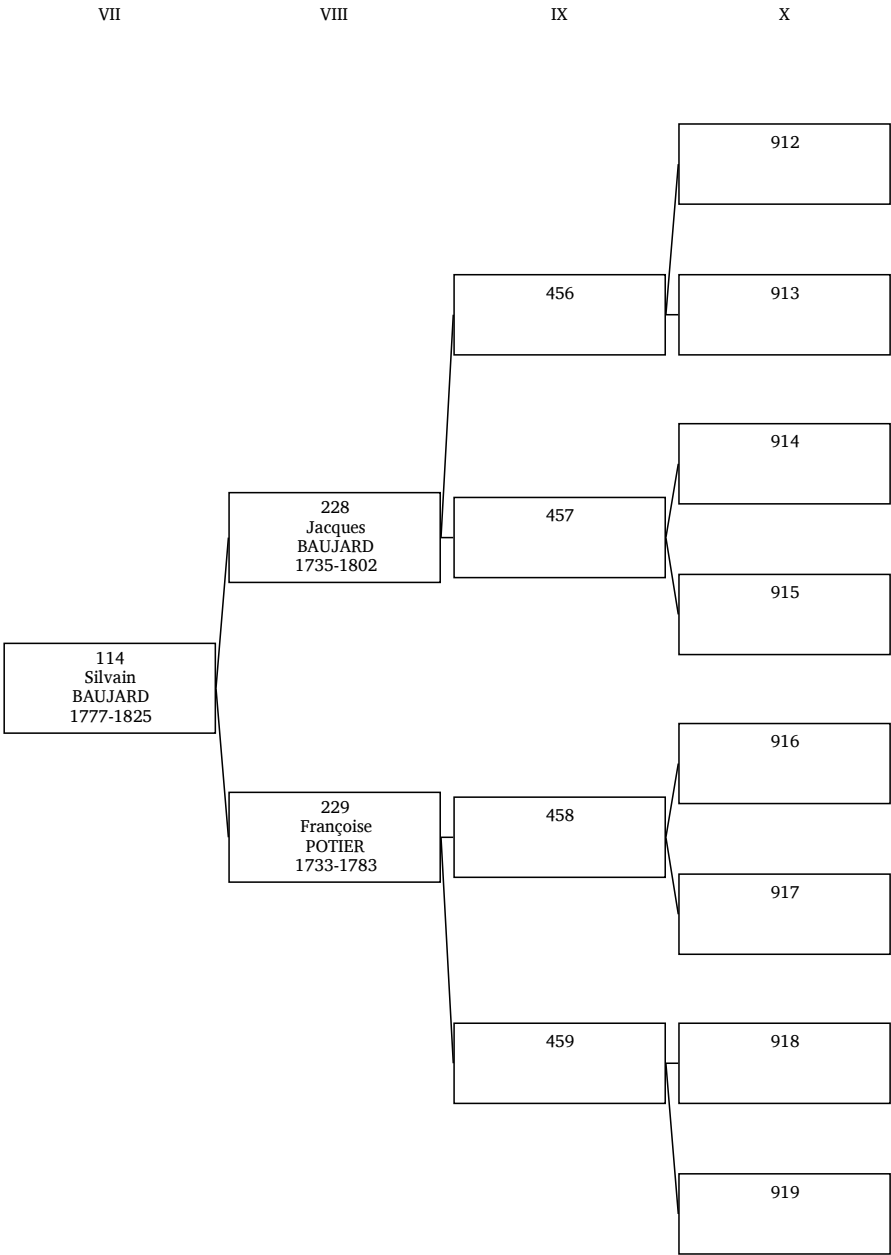 VII VIII IX X
912
456
913
914
228
Jacques
BAUJARD
1735-1802
457
915
114
Silvain
BAUJARD
1777-1825
916
229
Françoise
POTIER
1733-1783
458
917
459
918
919